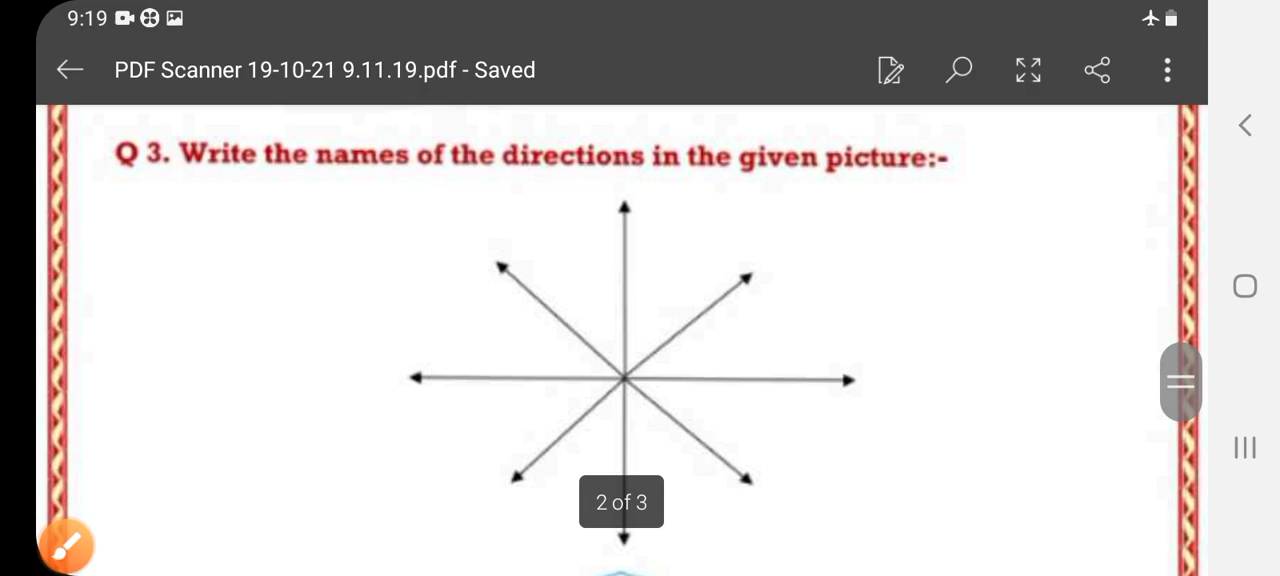 9:19
PDF Scanner 19-10-21 9.11.19.pdf - Saved
Q 3. Write the names of the directions in the given picture:-
2 of 3